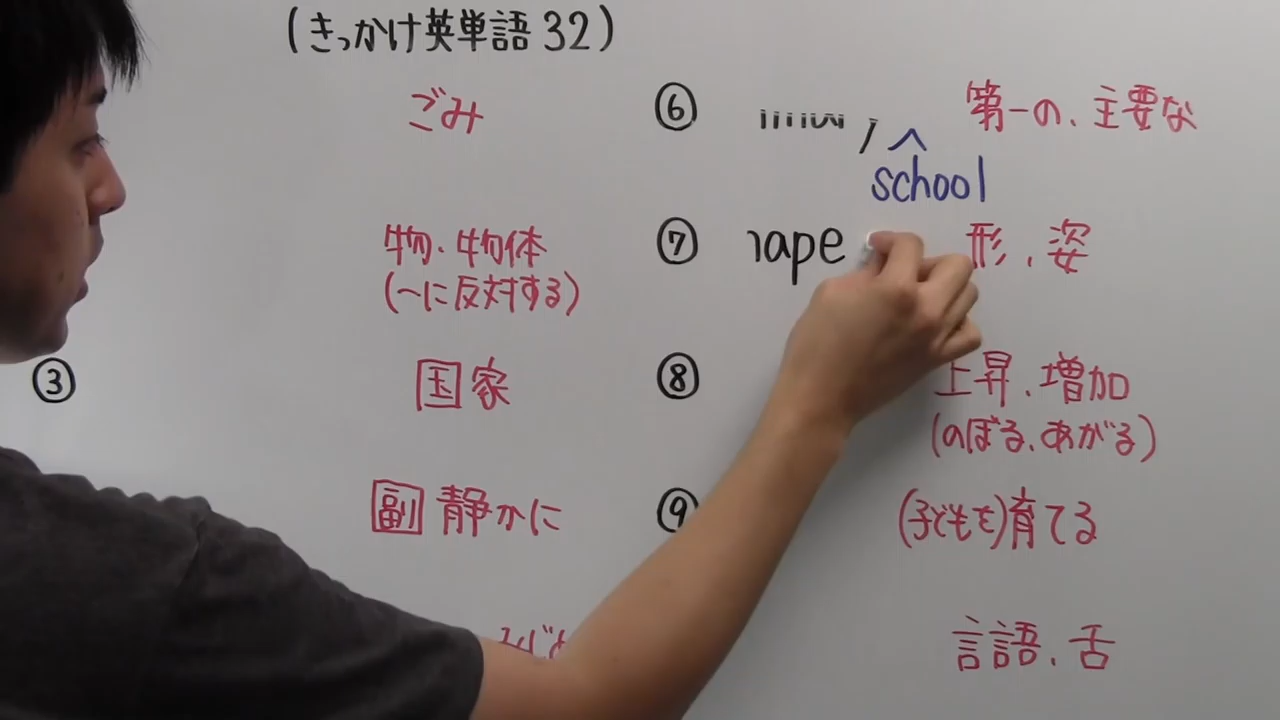 (きっかけ英単語32)
ごみ
物、物体
(〜に反対する)
③
国家
副 静かに
⑥
第一の、主要な
school
⑦ hape 形、姿
⑧ 上昇、増加
(のぼる、あがる)
⑨ (子どもを)育てる
言語、舌